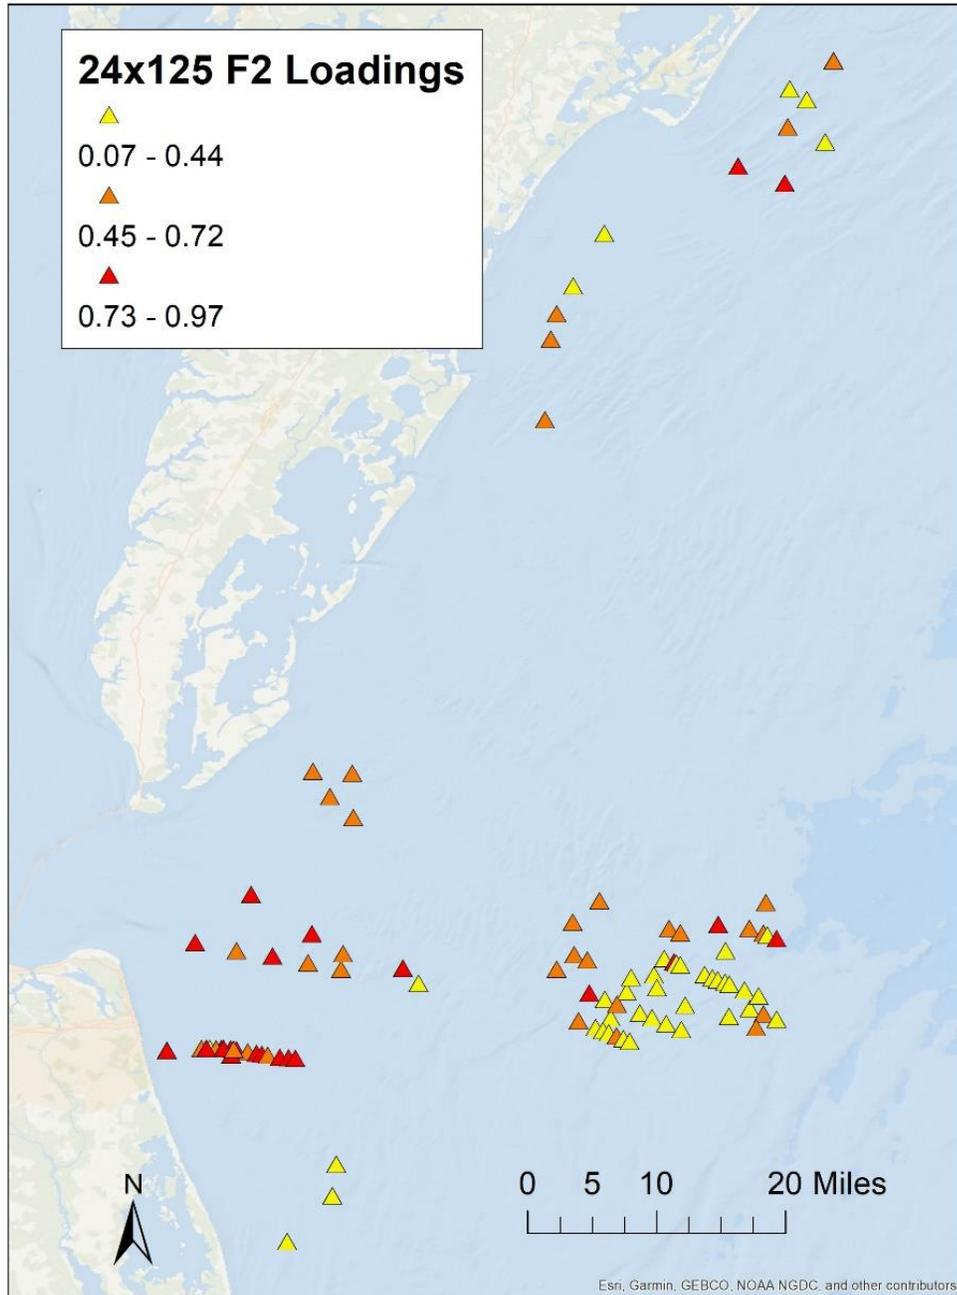 24x125 F2 Loadings
0.07 - 0.44
0.45 - 0.72
0.73 - 0.97
N
0 5 10 20 Miles
Esri, Garmin, GEBCO, NOAA NGDC, and other contributors